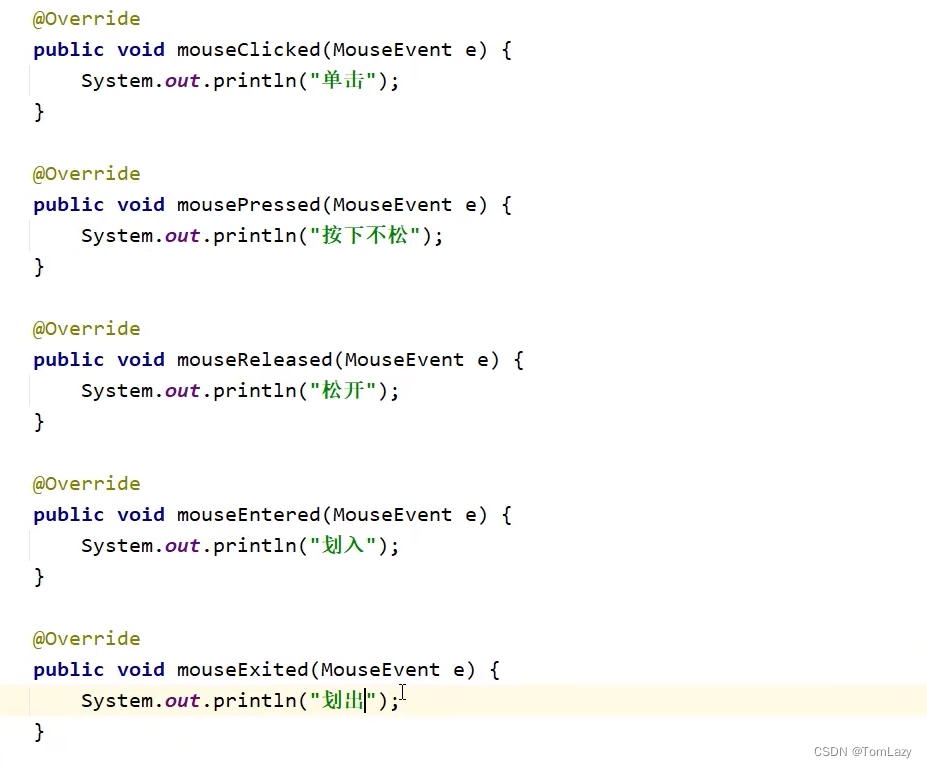 @Override
public void mouseClicked(MouseEvent e) {
    System.out.println("单击");
}
@Override
public void mousePressed(MouseEvent e) {
    System.out.println("按下不松");
}
@Override
public void mouseReleased(MouseEvent e) {
    System.out.println("松开");
}
@Override
public void mouseEntered(MouseEvent e) {
    System.out.println("划入");
}
@Override
public void mouseExited(MouseEvent e) {
    System.out.println("划出");
}
CSDN @TomLazy